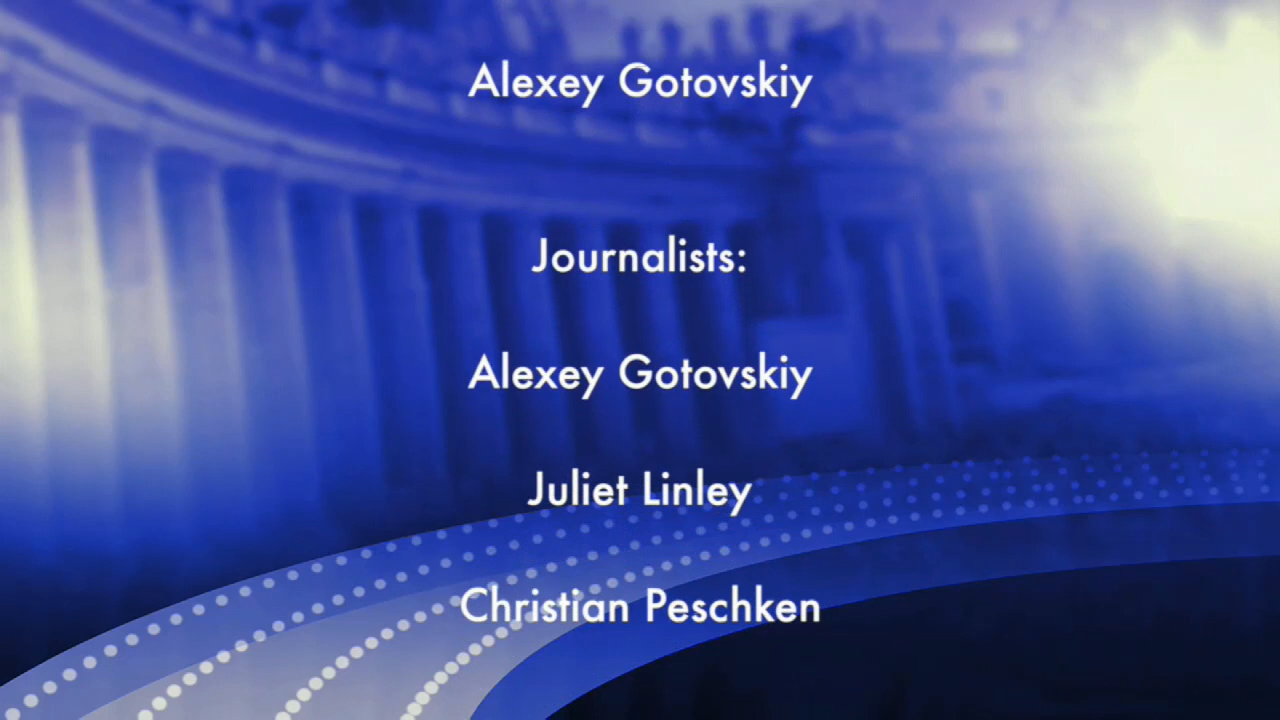 Alexey Gotovskiy
Journalists:
Alexey Gotovskiy
Juliet Linley
Christian Peschken